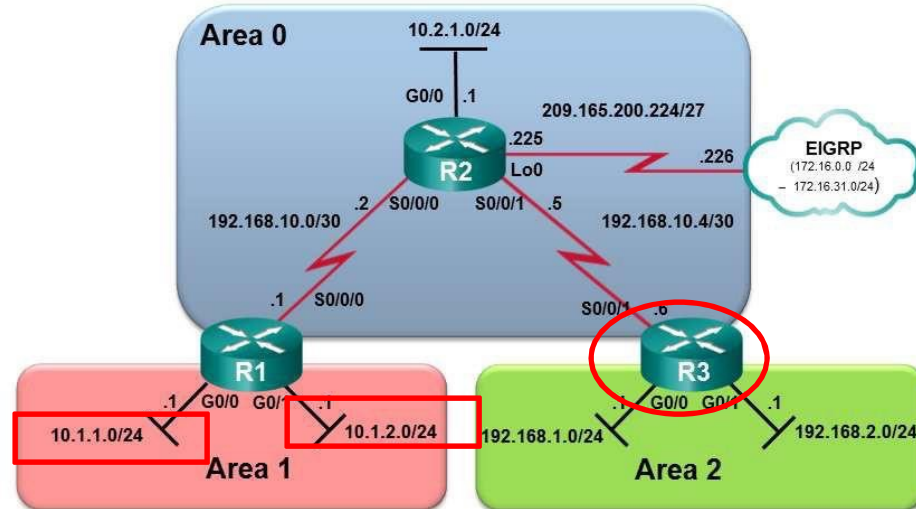 Area 0
10.2.1.0/24
G0/0 .1
209.165.200.224/27
.225
.226
EIGRP
(172.16.0.0 /24
– 172.16.31.0/24)
R2
Lo0
.2 S0/0/0
S0/0/1 .5
192.168.10.0/30
192.168.10.4/30
.1 S0/0/0
S0/0/1 .6
R1
R3
.1 G0/0
G0/1 .1
.1 G0/0
G0/1 .1
10.1.1.0/24
10.1.2.0/24
192.168.1.0/24
192.168.2.0/24
Area 1
Area 2